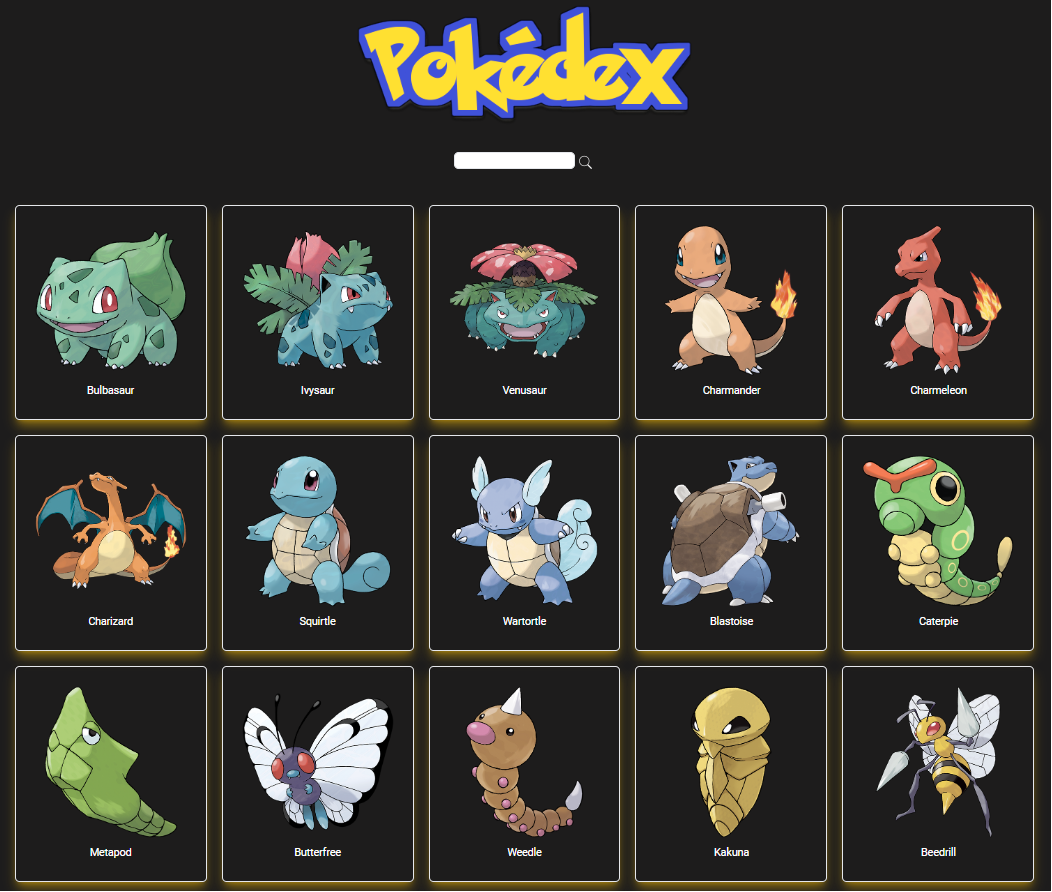 Pokédex
Bulbasaur
Ivysaur
Venusaur
Charmander
Charmeleon
Charizard
Squirtle
Wartortle
Blastoise
Caterpie
Metapod
Butterfree
Weedle
Kakuna
Beedrill